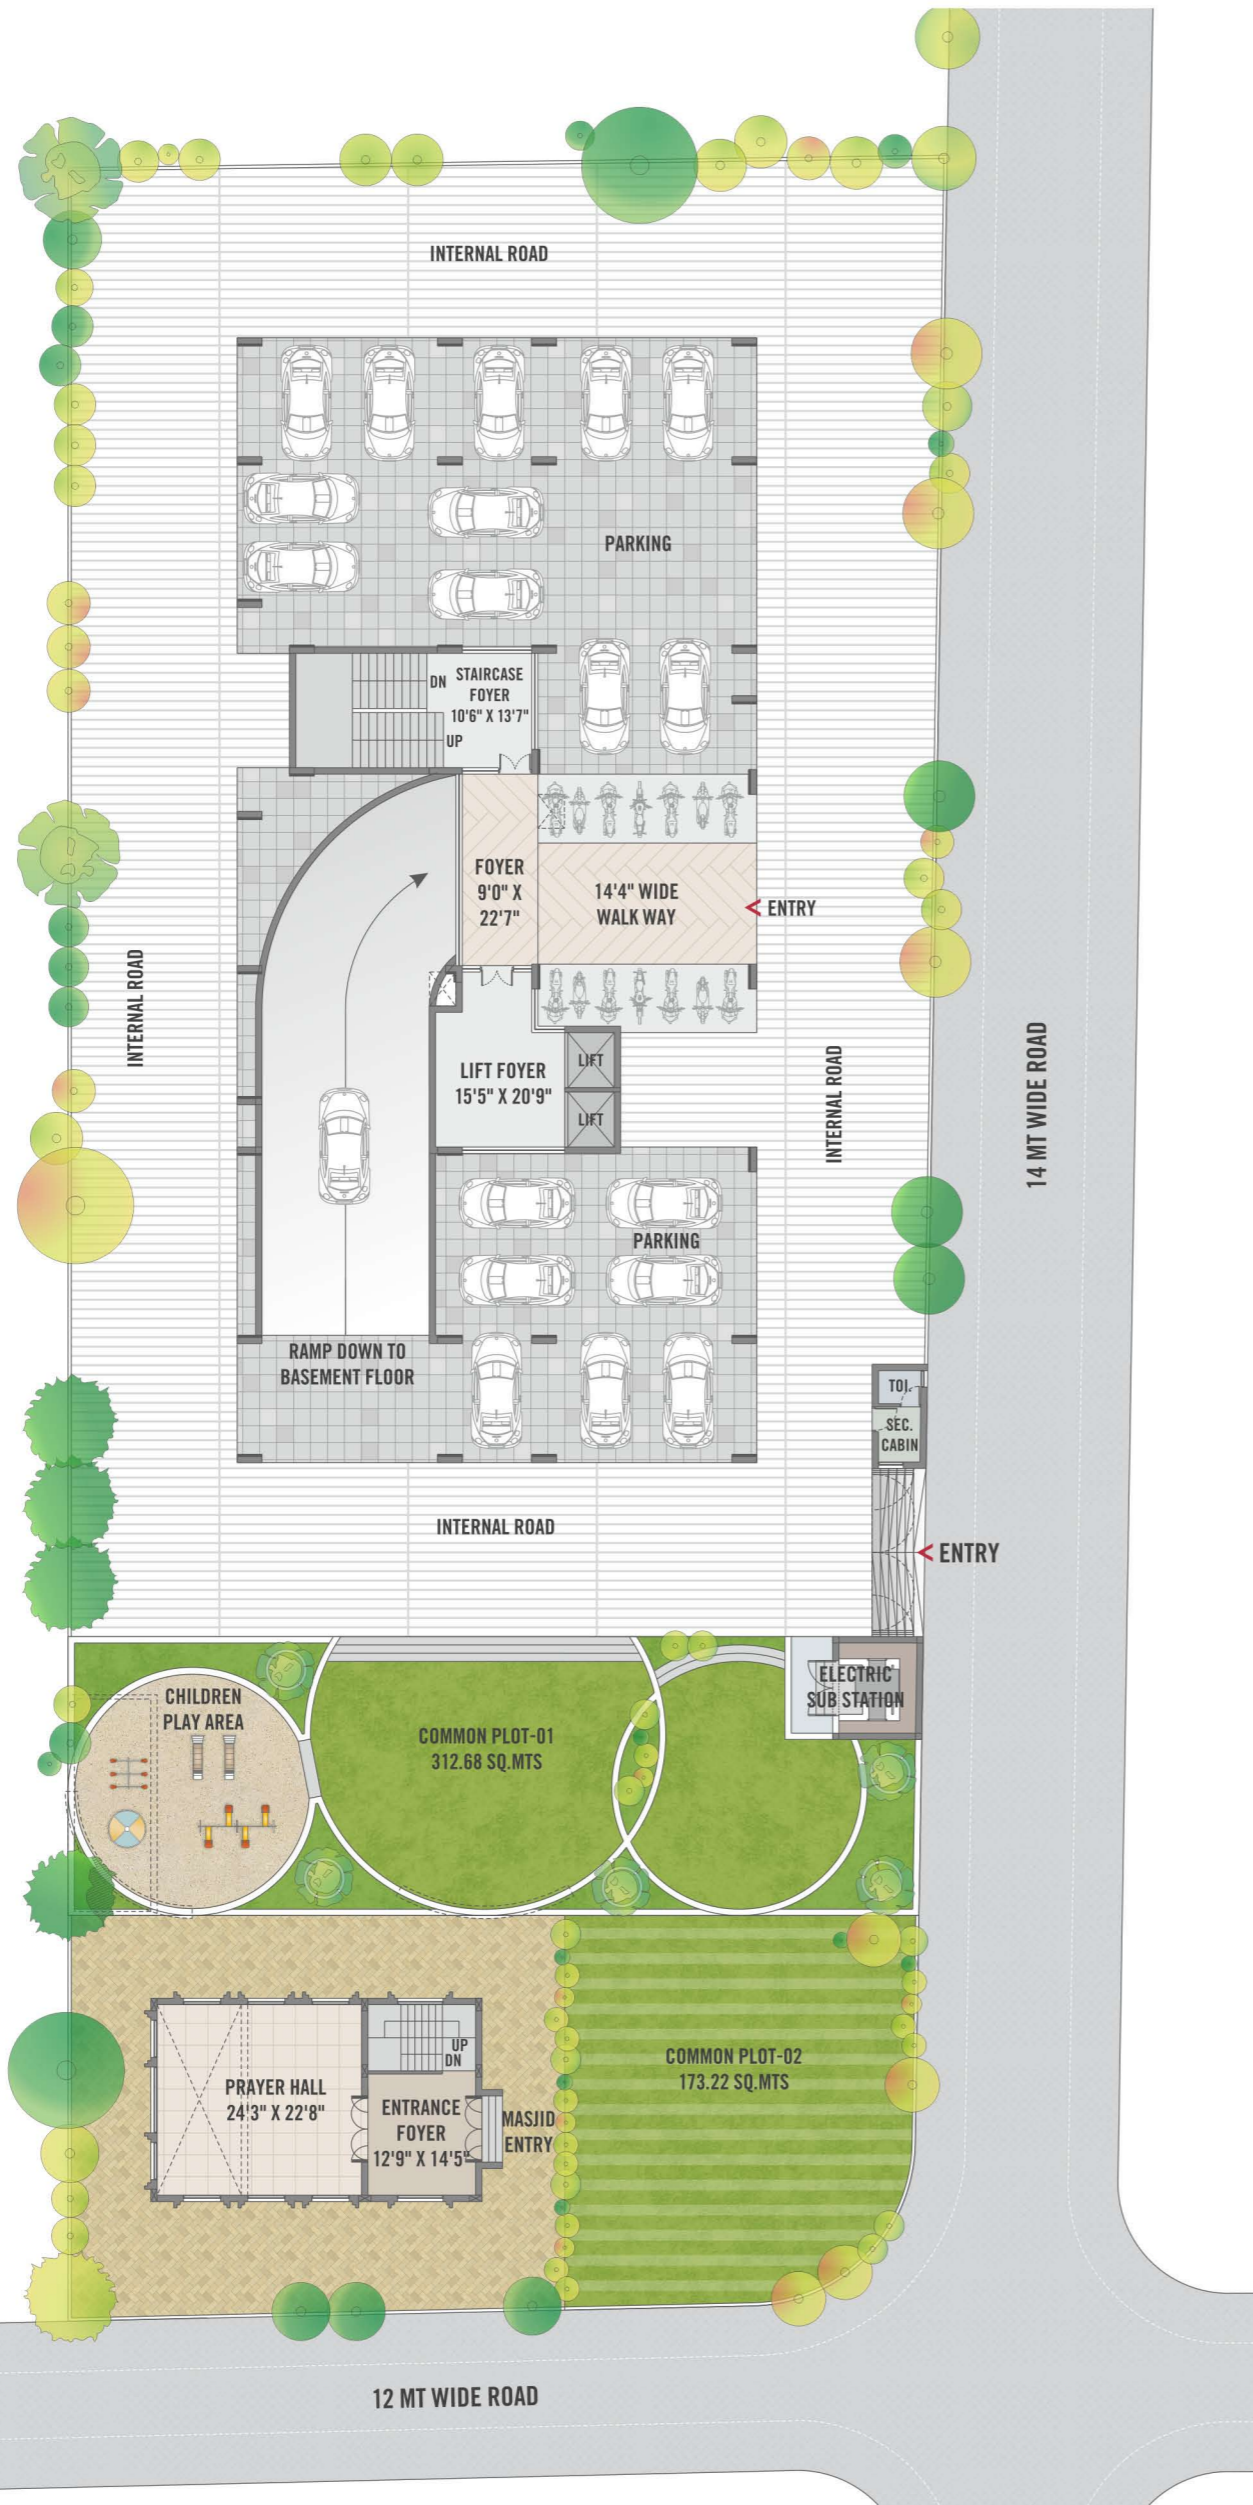 INTERNAL ROAD
PARKING
DN
STAIRCASE
FOYER
10'6" X 13'7"
UP
FOYER
9'0" X
22'7"
14'4" WIDE
WALK WAY
ENTRY
INTERNAL ROAD
LIFT FOYER
15'5" X 20'9"
LIFT
LIFT
INTERNAL ROAD
14 MT WIDE ROAD
PARKING
RAMP DOWN TO
BASEMENT FLOOR
TOI.
SEC.
CABIN
INTERNAL ROAD
ENTRY
ELECTRIC
SUB STATION
CHILDREN
PLAY AREA
COMMON PLOT-01
312.68 SQ.MTS
UP
DN
PRAYER HALL
24'3" X 22'8"
ENTRANCE
FOYER
12'9" X 14'5"
MASJID
ENTRY
COMMON PLOT-02
173.22 SQ.MTS
12 MT WIDE ROAD